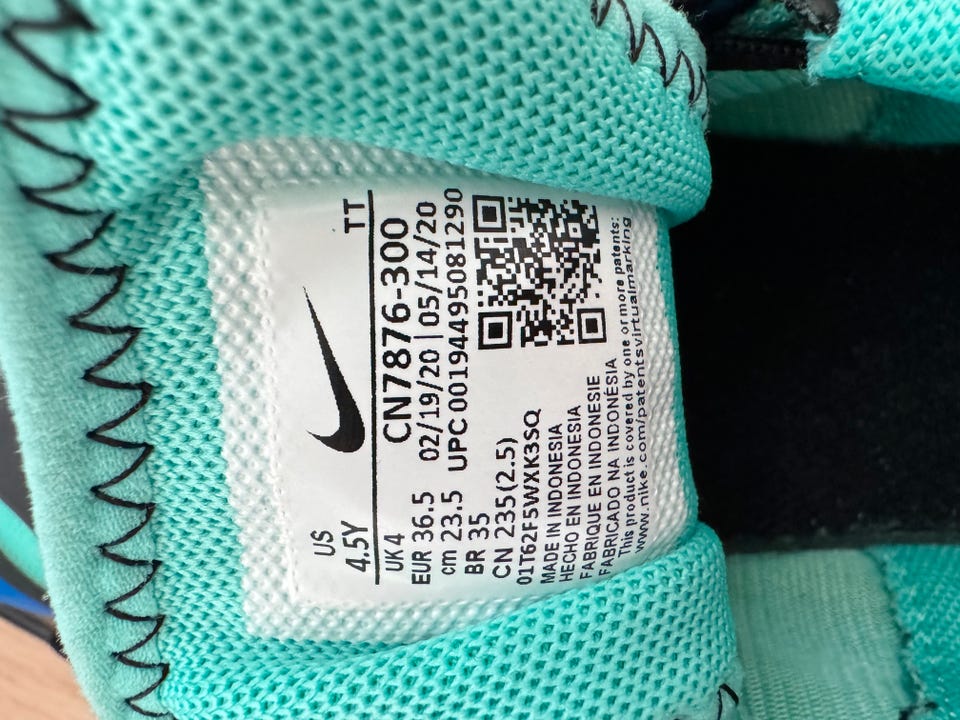 US
4.5Y TT
UK 4 CN7876-300
EUR 36.5 02/19/20 | 05/14/20
cm 23.5 UPC 00194495081290
BR 35
CN 235(2.5)
01T62F5WXK3SQ
MADE IN INDONESIA
HECHO EN INDONESIA
FABRIQUE EN INDONESIE
FABRICADO NA INDONÉSIA
This product is covered by one or more patents:
www.nike.com/patentsvirtualmarking